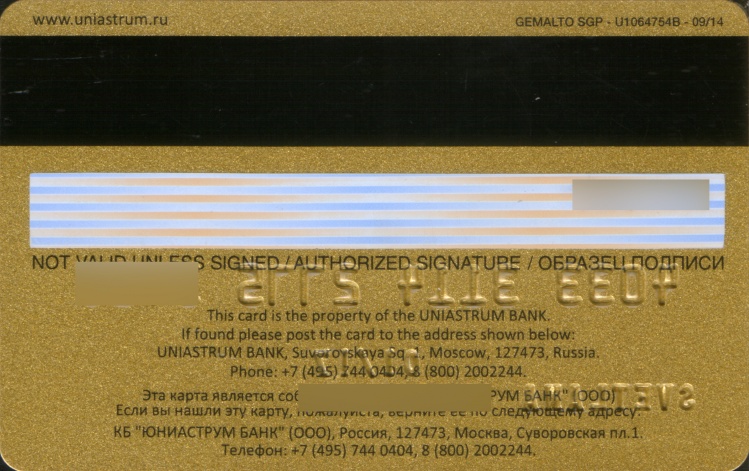 www.uniastrum.ru
GEMALTO SGP - U1064754B - 09/14
NOT VALID UNLESS SIGNED / AUTHORIZED SIGNATURE / ОБРАЗЕЦ ПОДПИСИ
This card is the property of the UNIASTRUM BANK.
If found please post the card to the address shown below:
UNIASTRUM BANK, Suvorovskaya Sq 1, Moscow, 127473, Russia.
Phone: +7 (495) 744 0404, 8 (800) 2002244.
Эта карта является соб РУМ БАНК" (ООО)
Если вы нашли эту карту, пожалуйста, верните ее по следующему адресу:
КБ "ЮНИАСТРУМ БАНК" (ООО), Россия, 127473, Москва, Суворовская пл.1.
Телефон: +7 (495) 744 0404, 8 (800) 2002244.